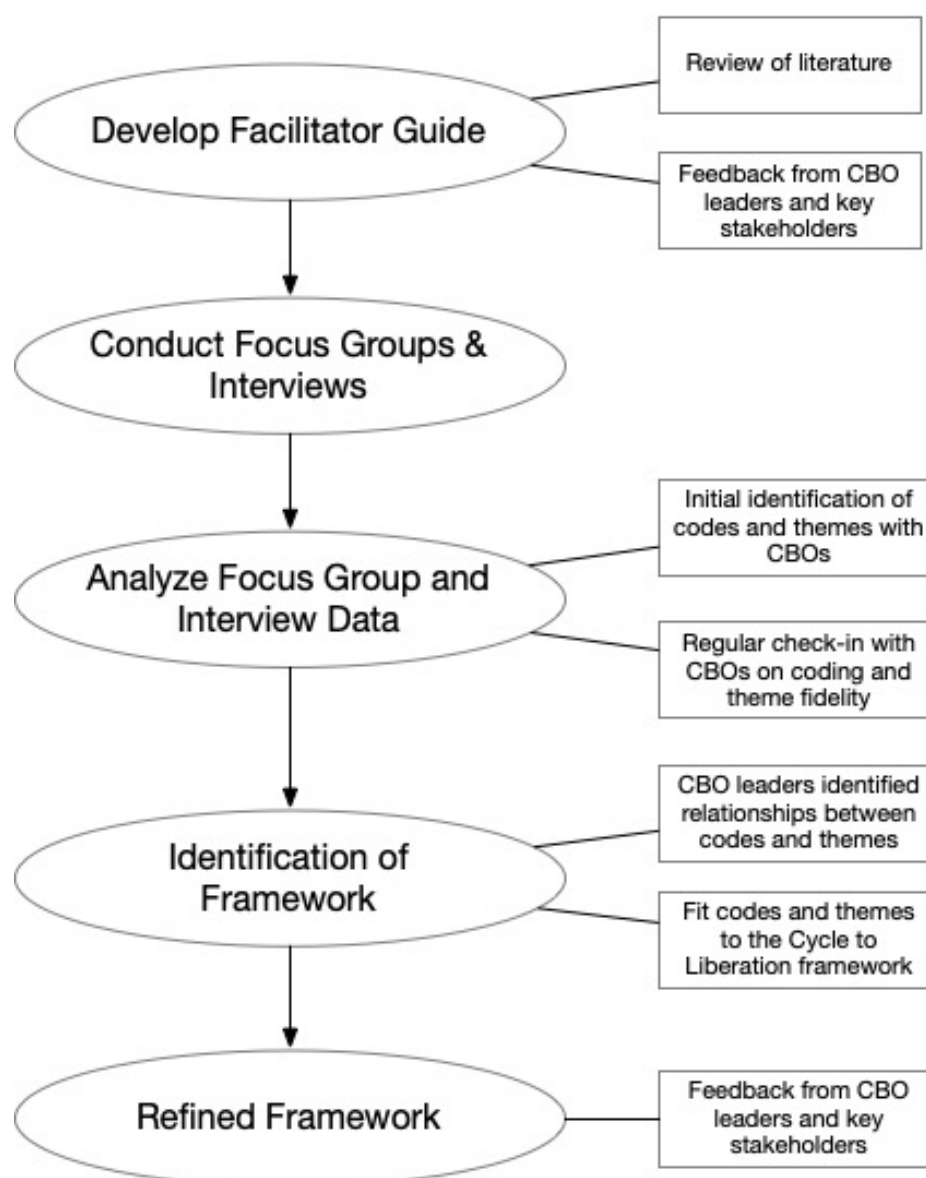 Review of literature
Develop Facilitator Guide
Feedback from CBO
leaders and key
stakeholders
Conduct Focus Groups &
Interviews
Initial identification of
codes and themes with
CBOs
Analyze Focus Group and
Interview Data
Regular check-in with
CBOs on coding and
theme fidelity
CBO leaders identified
relationships between
codes and themes
Identification of
Framework
Fit codes and themes
to the Cycle to
Liberation framework
Refined Framework
Feedback from CBO
leaders and key
stakeholders